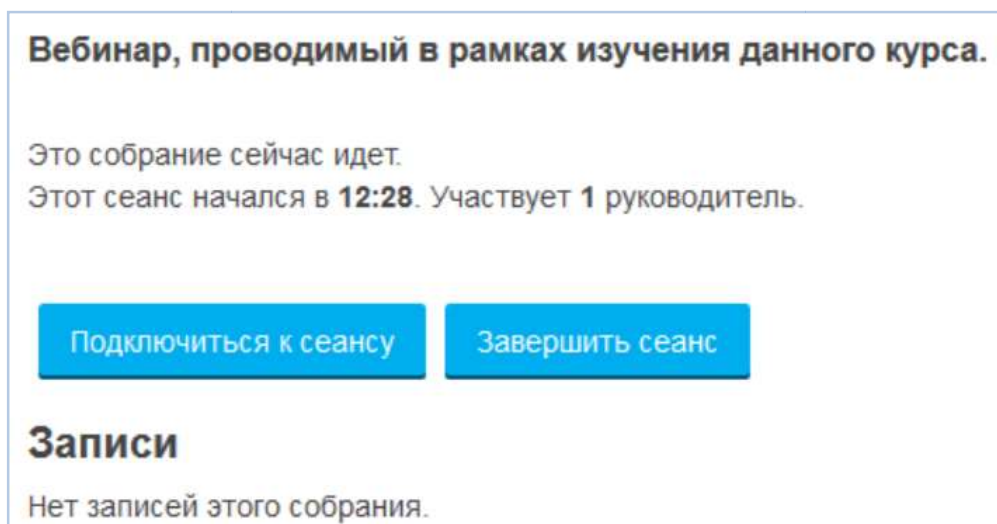 Вебинар, проводимый в рамках изучения данного курса.
Это собрание сейчас идет.
Этот сеанс начался в 12:28. Участвует 1 руководитель.
Подключиться к сеансу
Завершить сеанс
Записи
Нет записей этого собрания.